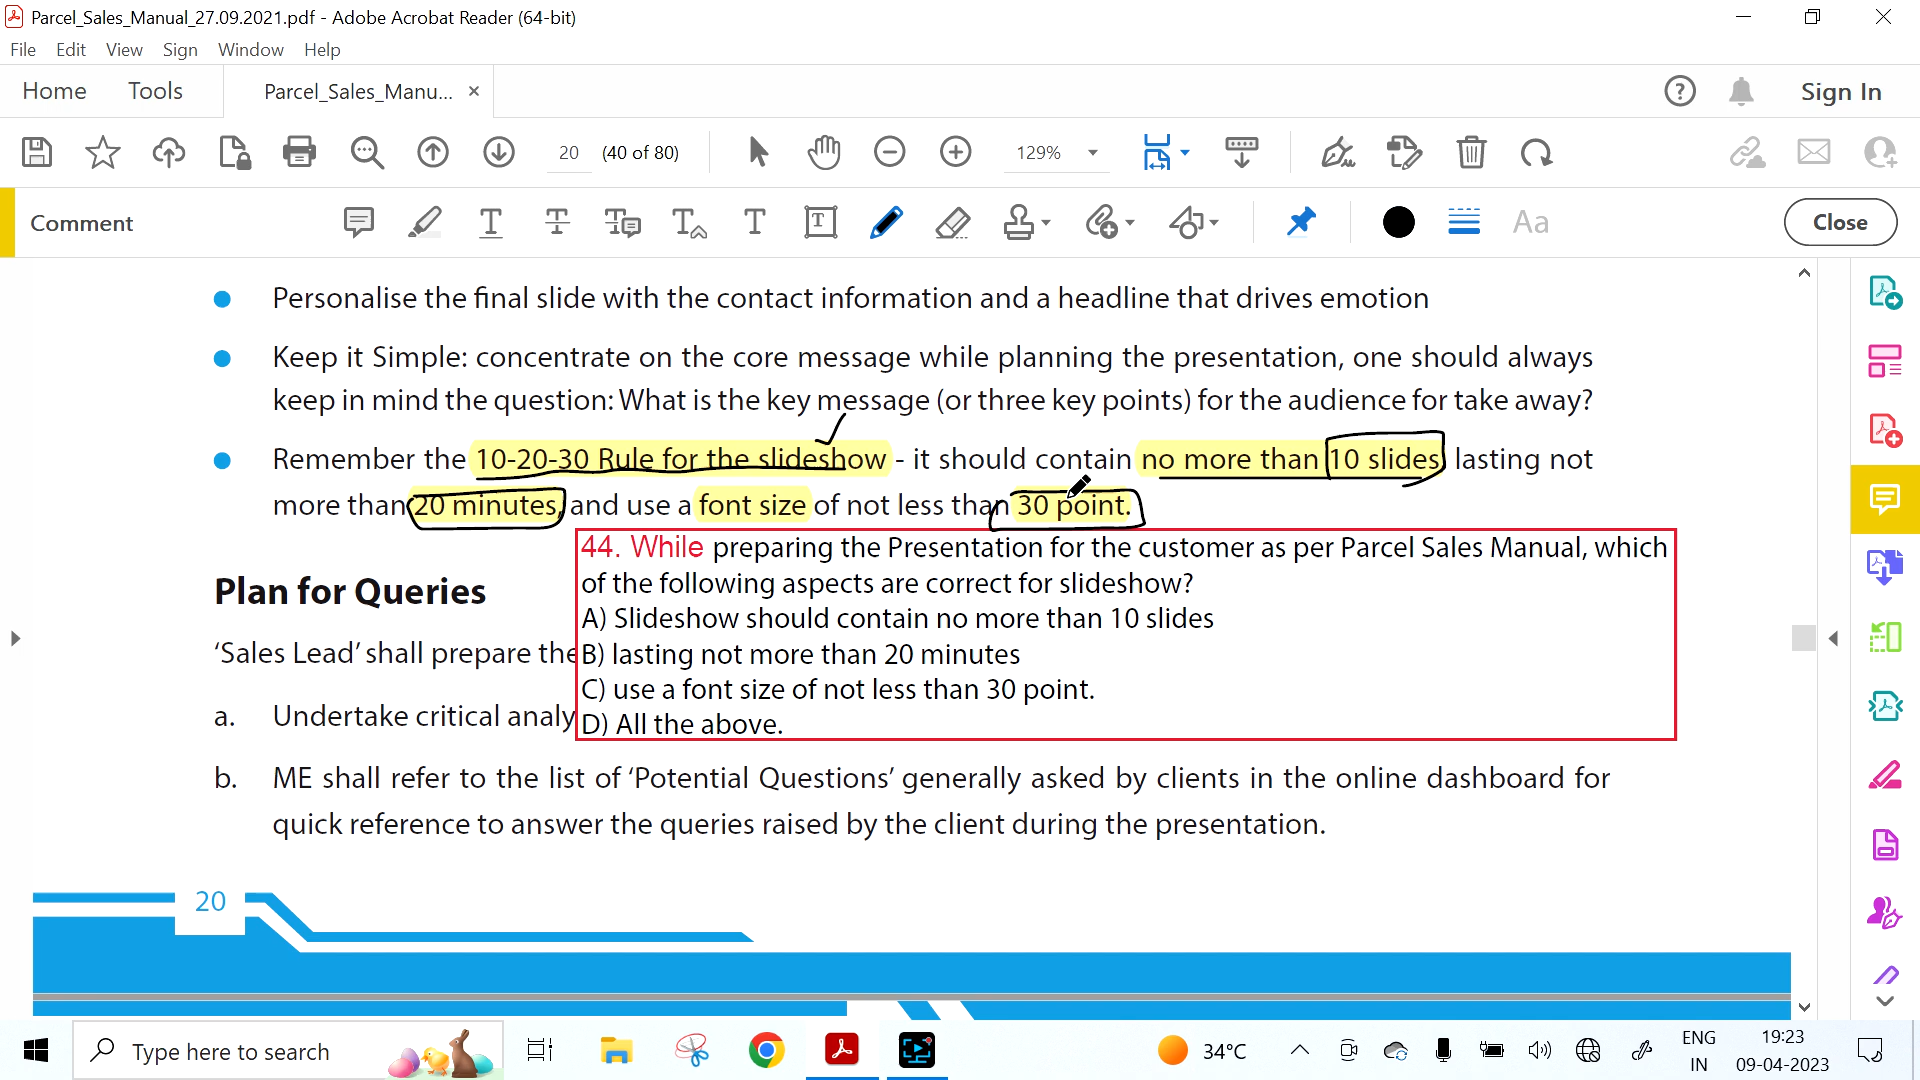 Parcel_Sales_Manual_27.09.2021.pdf - Adobe Acrobat Reader (64-bit)
File Edit View Sign Window Help
Home Tools Parcel_Sales_Manu... × Sign In
20 (40 of 80) 129%
Comment Aa Close
Personalise the final slide with the contact information and a headline that drives emotion
Keep it Simple: concentrate on the core message while planning the presentation, one should always
keep in mind the question: What is the key message (or three key points) for the audience for take away?
Remember the 10-20-30 Rule for the slideshow - it should contain no more than 10 slides, lasting not
more than 20 minutes, and use a font size of not less than 30 point.
44. While preparing the Presentation for the customer as per Parcel Sales Manual, which
of the following aspects are correct for slideshow?
A) Slideshow should contain no more than 10 slides
B) lasting not more than 20 minutes
C) use a font size of not less than 30 point.
D) All the above.
Plan for Queries
‘Sales Lead’ shall prepare the
a. Undertake critical analy
b. ME shall refer to the list of ‘Potential Questions’ generally asked by clients in the online dashboard for
quick reference to answer the queries raised by the client during the presentation.
20
Type here to search
34°C
ENG
IN
19:23
09-04-2023